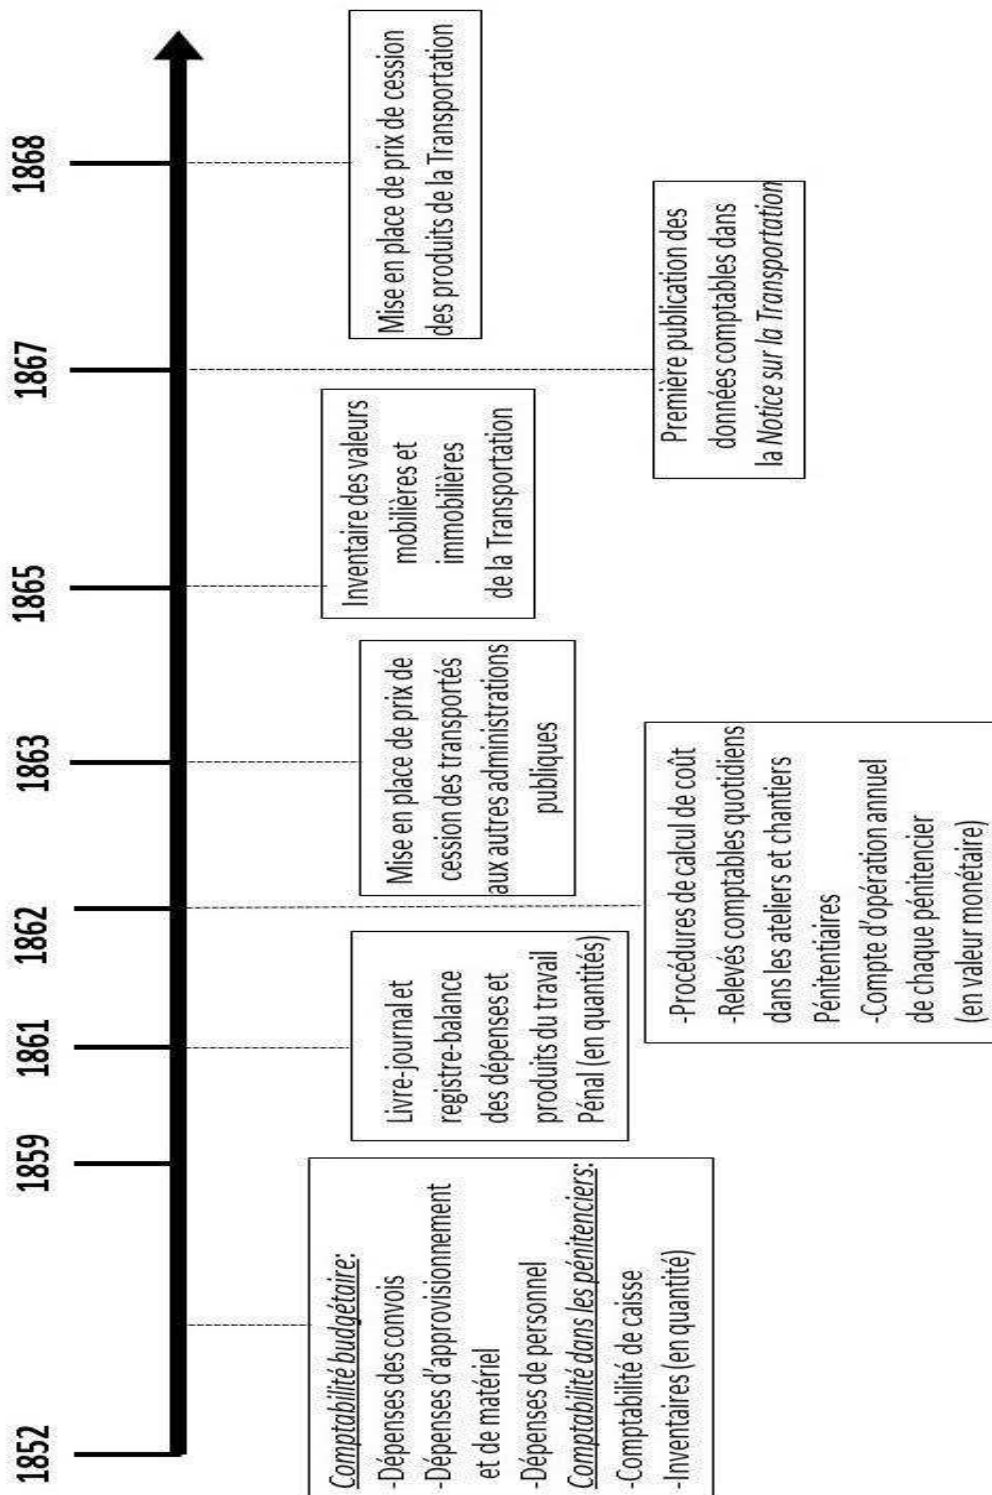 1852
1859
1861
1862
1863
1865
1867
1868
Comptabilité budgétaire:
-Dépenses des convois
-Dépenses d'approvisionnement
et de matériel
-Dépenses de personnel
Comptabilité dans les pénitenciers:
-Comptabilité de caisse
-Inventaires (en quantité)
Livre-journal et
registre-balance
des dépenses et
produits du travail
Pénal (en quantités)
-Procédures de calcul de coût
-Relevés comptables quotidiens
dans les ateliers et chantiers
Pénitentiaires
-Compte d'opération annuel
de chaque pénitencier
(en valeur monétaire)
Mise en place de prix de
cession des transportés
aux autres administrations
publiques
Inventaire des valeurs
mobilières et
immobilières
de la Transportation
Première publication des
données comptables dans
la Notice sur la Transportation
Mise en place de prix de cession
des produits de la Transportation